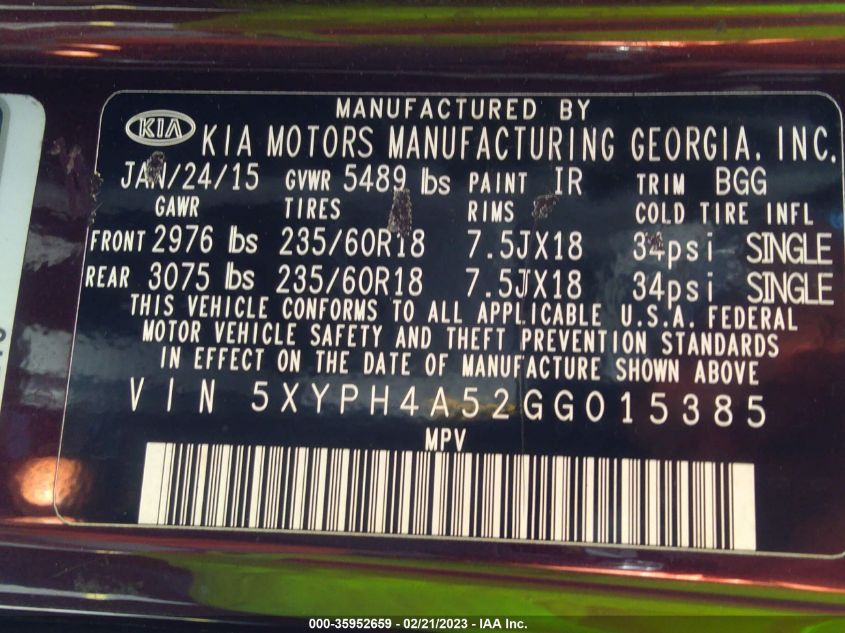 MANUFACTURED BY
KIA KIA MOTORS MANUFACTURING GEORGIA. INC.
JAN/24/15 GVWR 5489 lbs PAINT IR TRIM BGG
GAWR TIRES RIMS COLD TIRE INFL
FRONT 2976 lbs 235/60R18 7.5JX18 34psi SINGLE
REAR 3075 lbs 235/60R18 7.5JX18 34psi SINGLE
THIS VEHICLE CONFORMS TO ALL APPLICABLE U.S.A. FEDERAL
MOTOR VEHICLE SAFETY AND THEFT PREVENTION STANDARDS
IN EFFECT ON THE DATE OF MANUFACTURE SHOWN ABOVE
VIN 5XYPH4A52GG015385
MPV
000-35952659 - 02/21/2023 - IAA Inc.